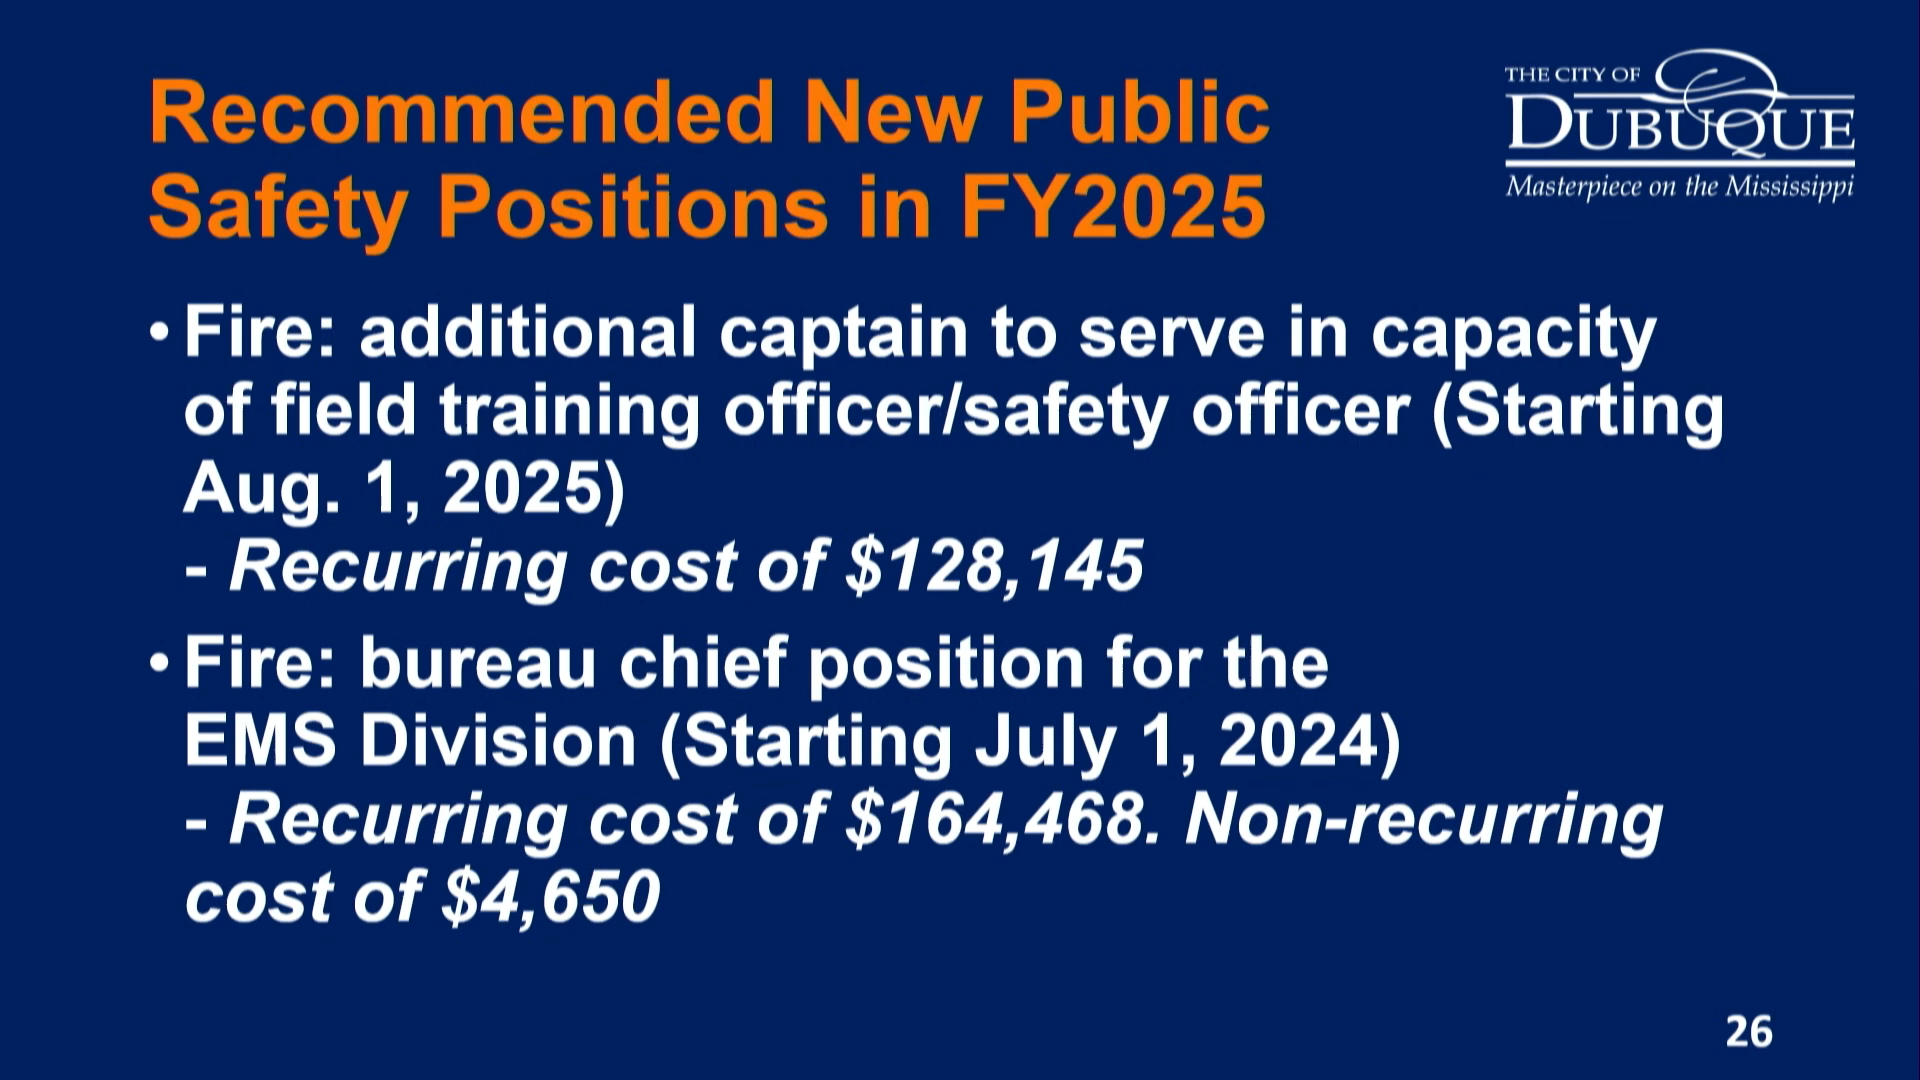 Recommended New Public
Safety Positions in FY2025
THE CITY OF
DUBUQUE
Masterpiece on the Mississippi
• Fire: additional captain to serve in capacity
of field training officer/safety officer (Starting
Aug. 1, 2025)
- Recurring cost of $128,145
• Fire: bureau chief position for the
EMS Division (Starting July 1, 2024)
- Recurring cost of $164,468. Non-recurring
cost of $4,650
26